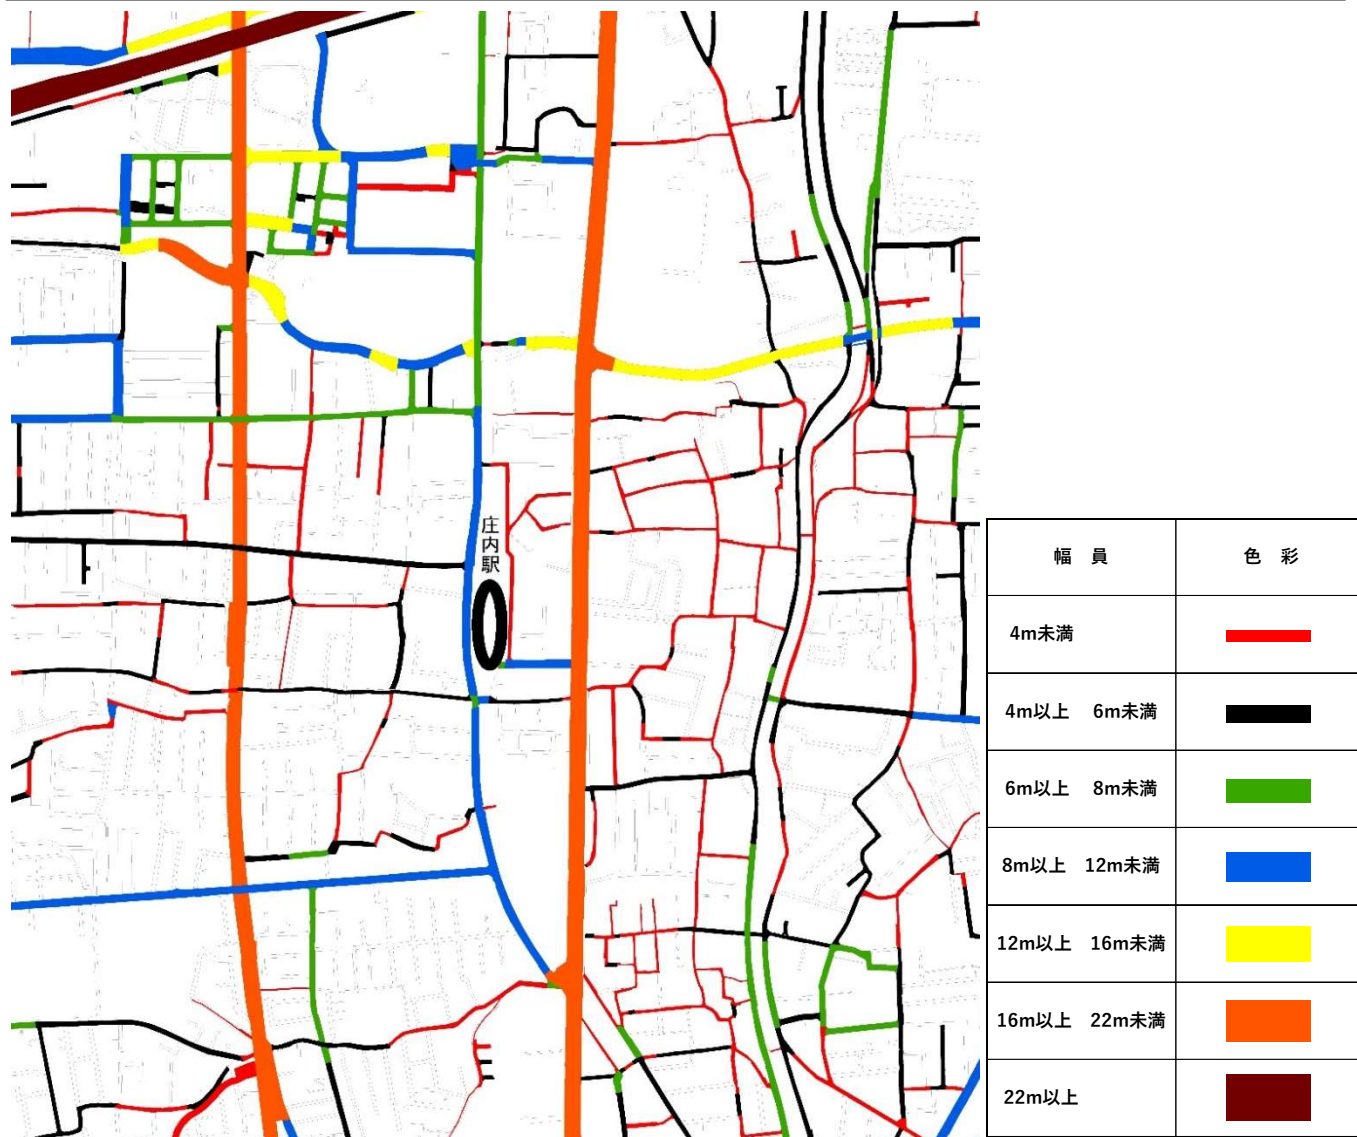 庄内駅
幅　員　色　彩
4m未満
4m以上　6m未満
6m以上　8m未満
8m以上　12m未満
12m以上　16m未満
16m以上　22m未満
22m以上